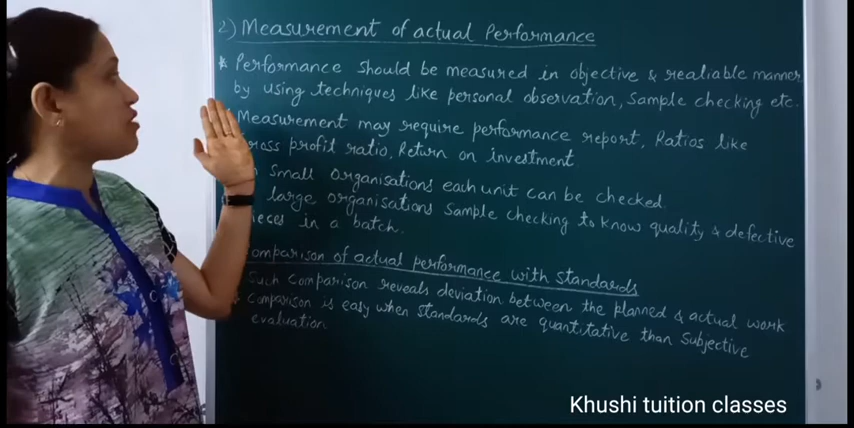 2) Measurement of actual Performance
* Performance should be measured in objective & realiable manner
by using techniques like personal observation, Sample checking etc.
Measurement may require performance report, Ratios like
gross profit ratio, Return on investment
small organisations each unit can be checked.
large organisations Sample checking to know quality & defective
pieces in a batch.
Comparison of actual performance with standards
Such comparison reveals deviation between the planned & actual work
Comparison is easy when standards are quantitative than Subjective
evaluation
Khushi tuition classes